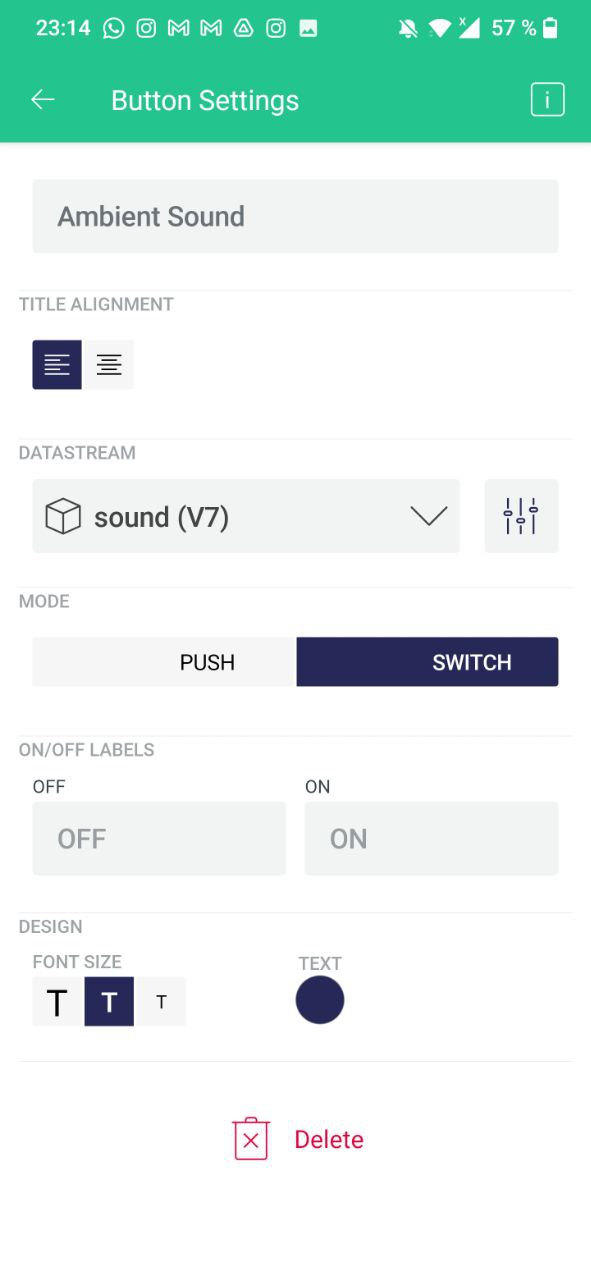 23:14 57 %
Button Settings i
Ambient Sound
TITLE ALIGNMENT
DATASTREAM
sound (V7)
MODE
PUSH SWITCH
ON/OFF LABELS
OFF ON
OFF ON
DESIGN
FONT SIZE TEXT
T T T
Delete